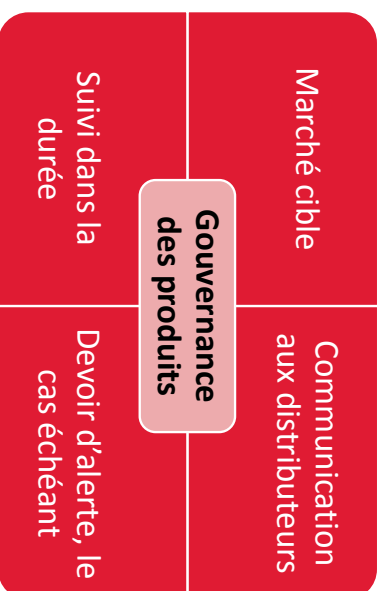 Marché cible
Communication
aux distributeurs
Gouvernance
des produits
Suivi dans la
durée
Devoir d’alerte, le
cas échéant